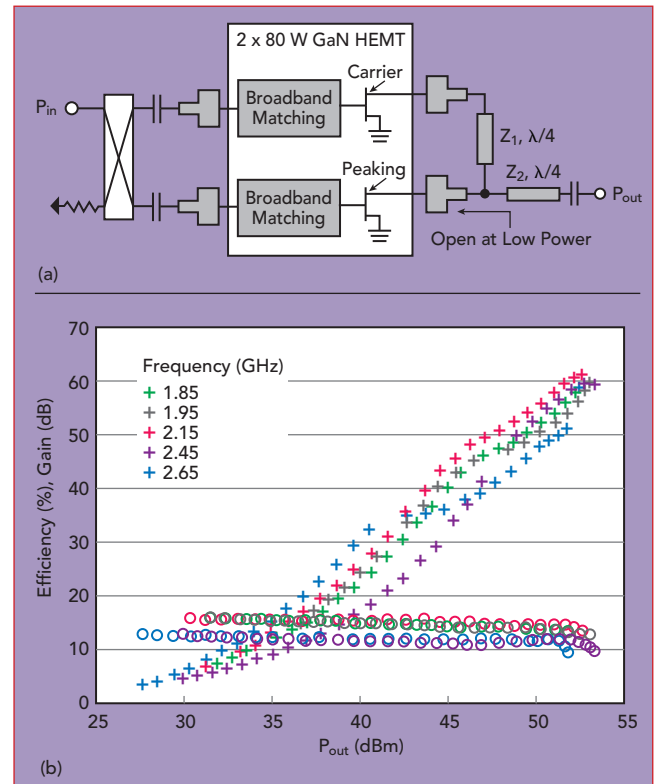 2 x 80 W GaN HEMT
Carrier
Pin
Broadband
Matching
Z1, λ/4
Peaking
Z2, λ/4
Broadband
Matching
Pout
Open at Low Power
(a)
70
60
50
40
30
20
10
0
Efficiency (%), Gain (dB)
Frequency (GHz)
+ 1.85
+ 1.95
+ 2.15
+ 2.45
+ 2.65
25 30 35 40 45 50 55
Pout (dBm)
(b)